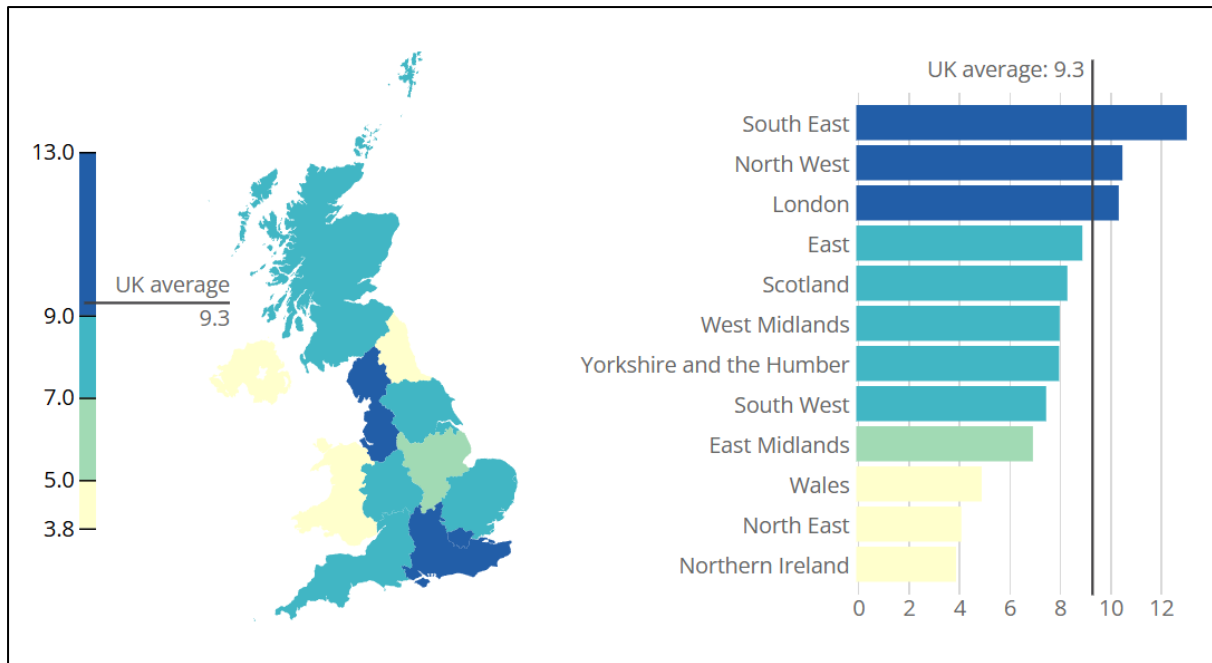 13.0
UK average
9.3
9.0
7.0
5.0
3.8
UK average: 9.3
South East
North West
London
East
Scotland
West Midlands
Yorkshire and the Humber
South West
East Midlands
Wales
North East
Northern Ireland
0 2 4 6 8 10 12